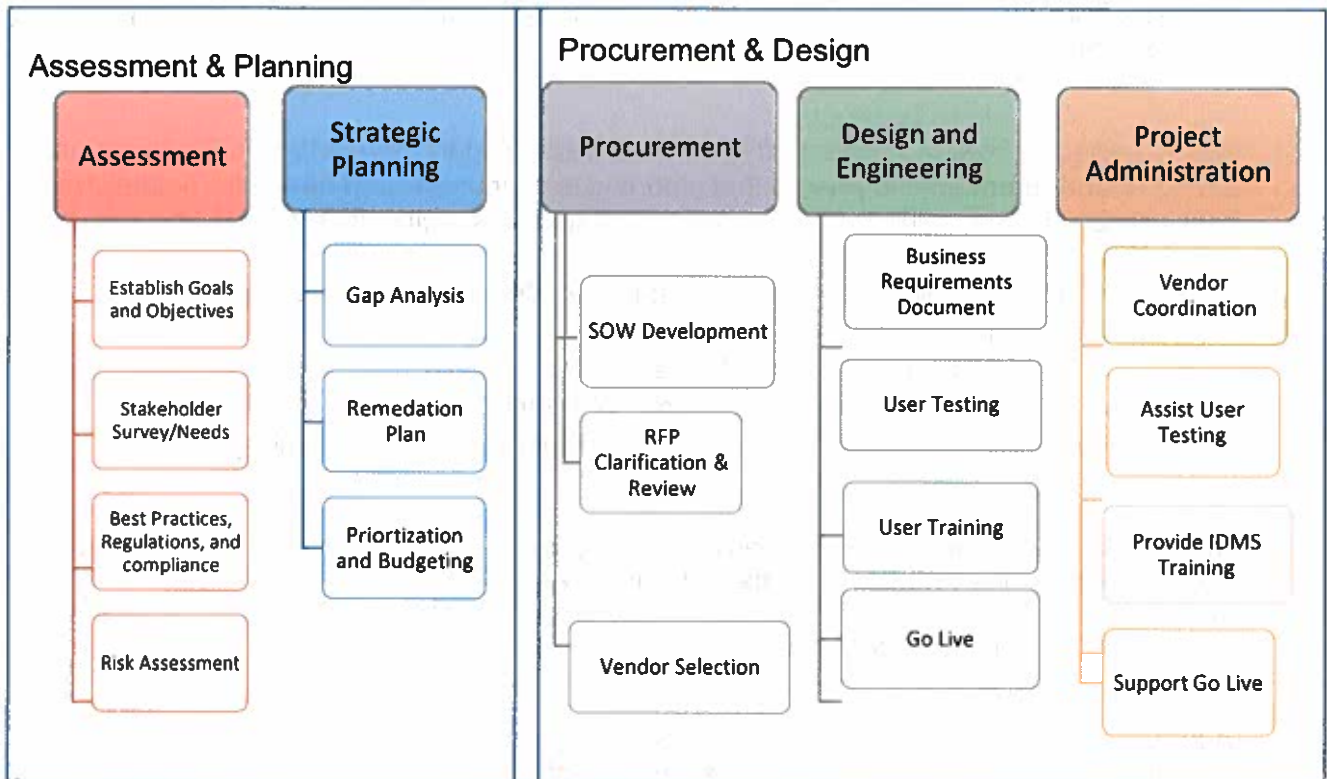 Assessment & Planning
Assessment
Establish Goals
and Objectives
Stakeholder
Survey/Needs
Best Practices,
Regulations, and
compliance
Risk Assessment
Strategic
Planning
Gap Analysis
Remedation
Plan
Priortization
and Budgeting
Procurement & Design
Procurement
SOW Development
RFP
Clarification &
Review
Vendor Selection
Design and
Engineering
Business
Requirements
Document
User Testing
User Training
Go Live
Project
Administration
Vendor
Coordination
Assist User
Testing
Provide IDMS
Training
Support Go Live